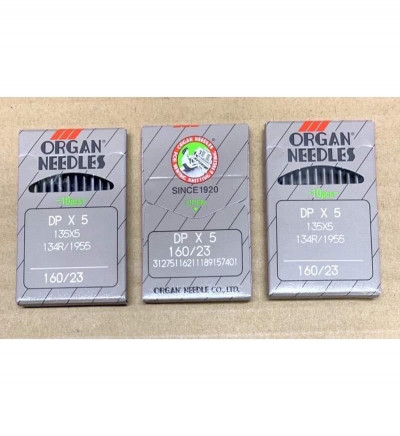 ORGAN®
NEEDLES
DP X 5
135X5
134R/1955
160/23
SINCE1920
DP X 5
160/23
31275116211189157401
ORGAN NEEDLE CO.,LTD.
ORGAN®
NEEDLES
DP X 5
135X5
134R/1955
160/23